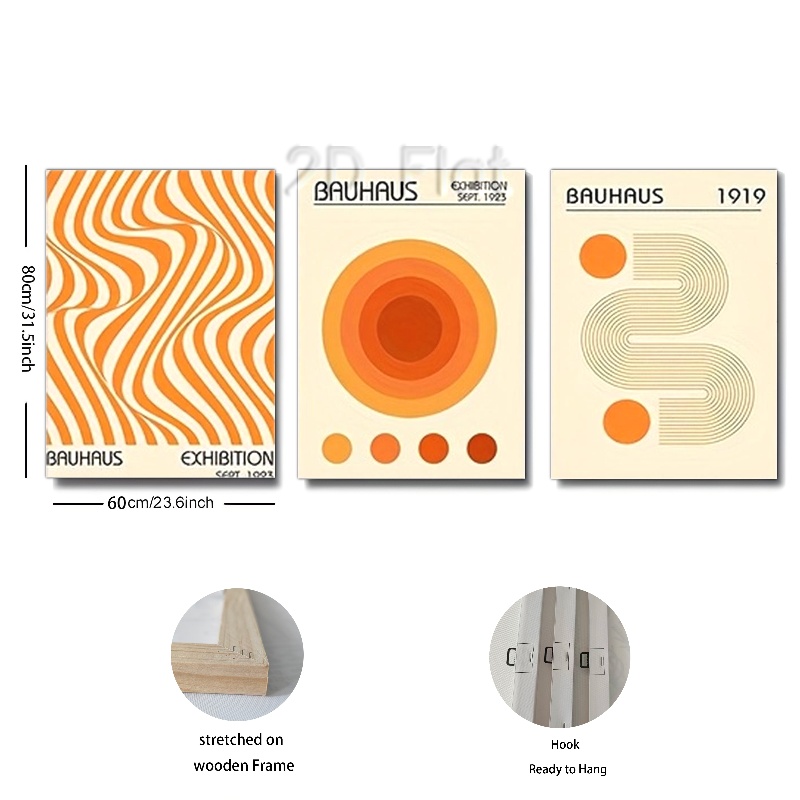 2D Flat
BAUHAUS
EXHIBITION
SEPT. 1923
BAUHAUS 1919
80cm/31.5inch
BAUHAUS EXHIBITION
SEPT. 1923
60cm/23.6inch
stretched on
wooden Frame
Hook
Ready to Hang